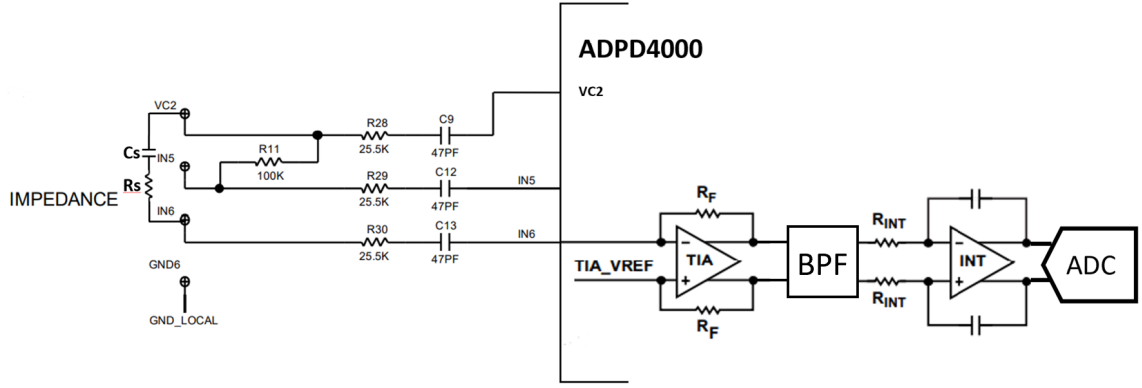 ADPD4000
VC2
VC2
R28
C9
25.5K
47PF
Cs
IN5
R11
100K
Rs
R29
C12
IN5
25.5K
47PF
IMPEDANCE
IN6
R30
C13
IN6
25.5K
47PF
GND6
GND_LOCAL
TIA_VREF
RF
TIA
RF
BPF
RINT
RINT
INT
ADC